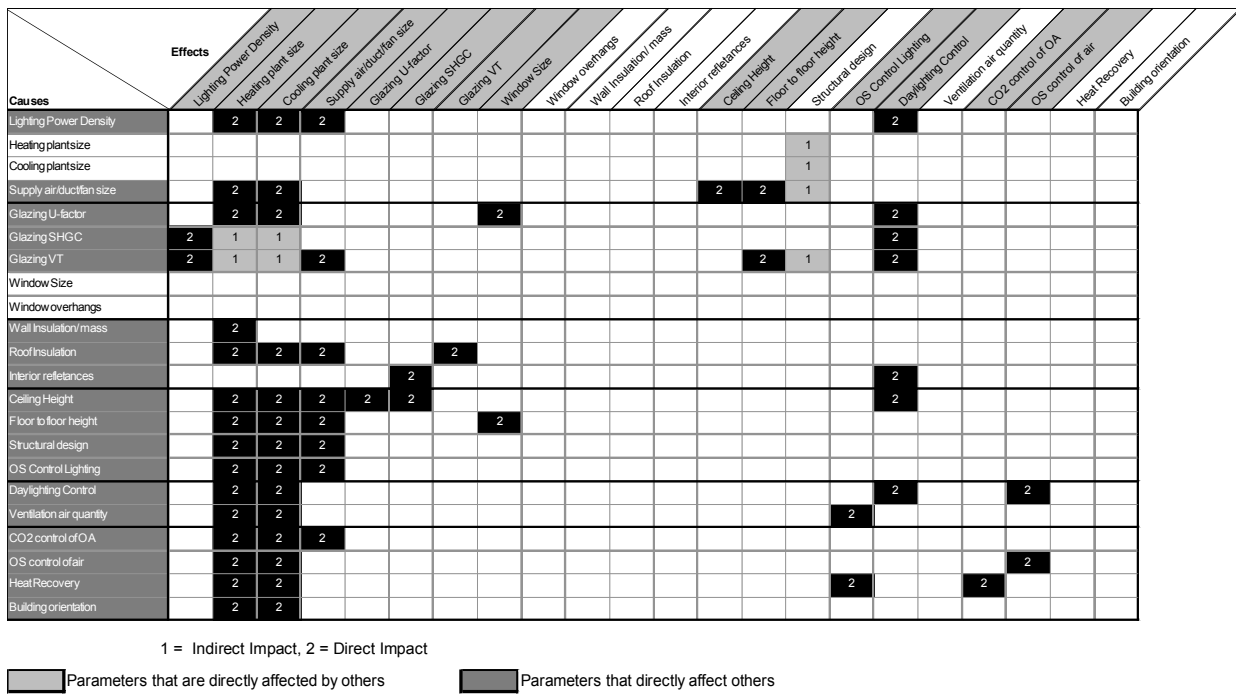 Effects
Lighting Power Density
Heating plant size
Cooling plant size
Supply air/duct/fan size
Glazing U-factor
Glazing SHGC
Glazing VT
Window Size
Window overhangs
Wall Insulation/ mass
Roof Insulation
Interior refletances
Ceiling Height
Floor to floor height
Structural design
OS Control Lighting
Daylighting Control
Ventilation air quantity
CO2 control of OA
OS control of air
Heat Recovery
Building orientation
Causes
Lighting Power Density 2 2 2 2
Heating plant size 1
Cooling plant size 1
Supply air/duct/fan size 2 2 2 2 1
Glazing U-factor 2 2 2 2
Glazing SHGC 2 1 1 2
Glazing VT 2 1 1 2 2 1 2
Window Size
Window overhangs
Wall Insulation/ mass 2
Roof Insulation 2 2 2 2
Interior refletances 2 2
Ceiling Height 2 2 2 2 2 2
Floor to floor height 2 2 2 2
Structural design 2 2 2
OS Control Lighting 2 2 2
Daylighting Control 2 2 2 2
Ventilation air quantity 2 2 2
CO2 control of OA 2 2 2
OS control of air 2 2 2
Heat Recovery 2 2 2 2
Building orientation 2 2
1 = Indirect Impact, 2 = Direct Impact
Parameters that are directly affected by others
Parameters that directly affect others